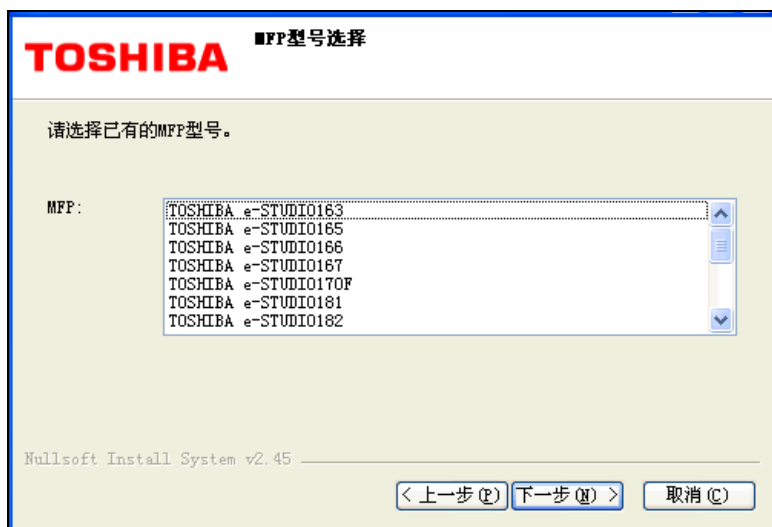 TOSHIBA
MFP型号选择
请选择已有的MFP型号。
MFP:
TOSHIBA e-STUDIO163
TOSHIBA e-STUDIO165
TOSHIBA e-STUDIO166
TOSHIBA e-STUDIO167
TOSHIBA e-STUDIO170F
TOSHIBA e-STUDIO181
TOSHIBA e-STUDIO182
Nullsoft Install System v2.45
< 上一步(P) 下一步(N) > 取消(C)